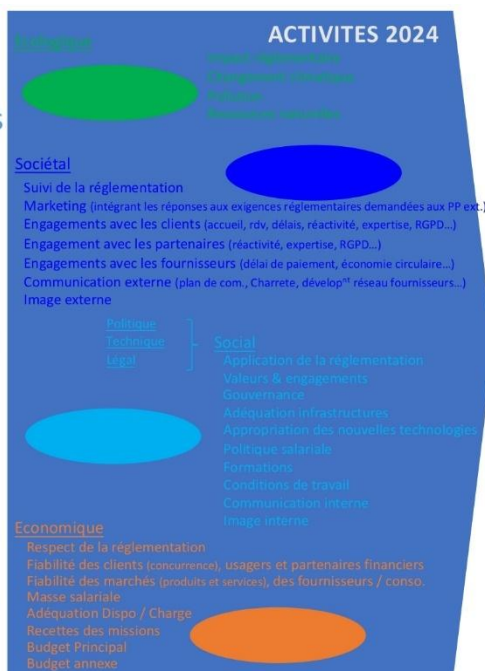 ACTIVITES 2024
Ecologique
Impact réglementaire
Changement climatique
Pollution
Ressources naturelles
s
Sociétal
Suivi de la réglementation
Marketing (intégrant les réponses aux exigences réglementaires demandées aux PP ext.)
Engagements avec les clients (accueil, rdv, délais, réactivité, expertise, RGPD...)
Engagement avec les partenaires (réactivité, expertise, RGPD...)
Engagements avec les fournisseurs (délai de paiement, économie circulaire...)
Communication externe (plan de com., Charrete, dévelopnt réseau fournisseurs...)
Image externe
Politique
Technique
Légal
Social
Application de la réglementation
Valeurs & engagements
Gouvernance
Adéquation infrastructures
Appropriation des nouvelles technologies
Politique salariale
Formations
Conditions de travail
Communication interne
Image interne
Economique
Respect de la réglementation
Fiabilité des clients (concurrence), usagers et partenaires financiers
Fiabilité des marchés (produits et services), des fournisseurs / conso.
Masse salariale
Adéquation Dispo / Charge
Recettes des missions
Budget Principal
Budget annexe